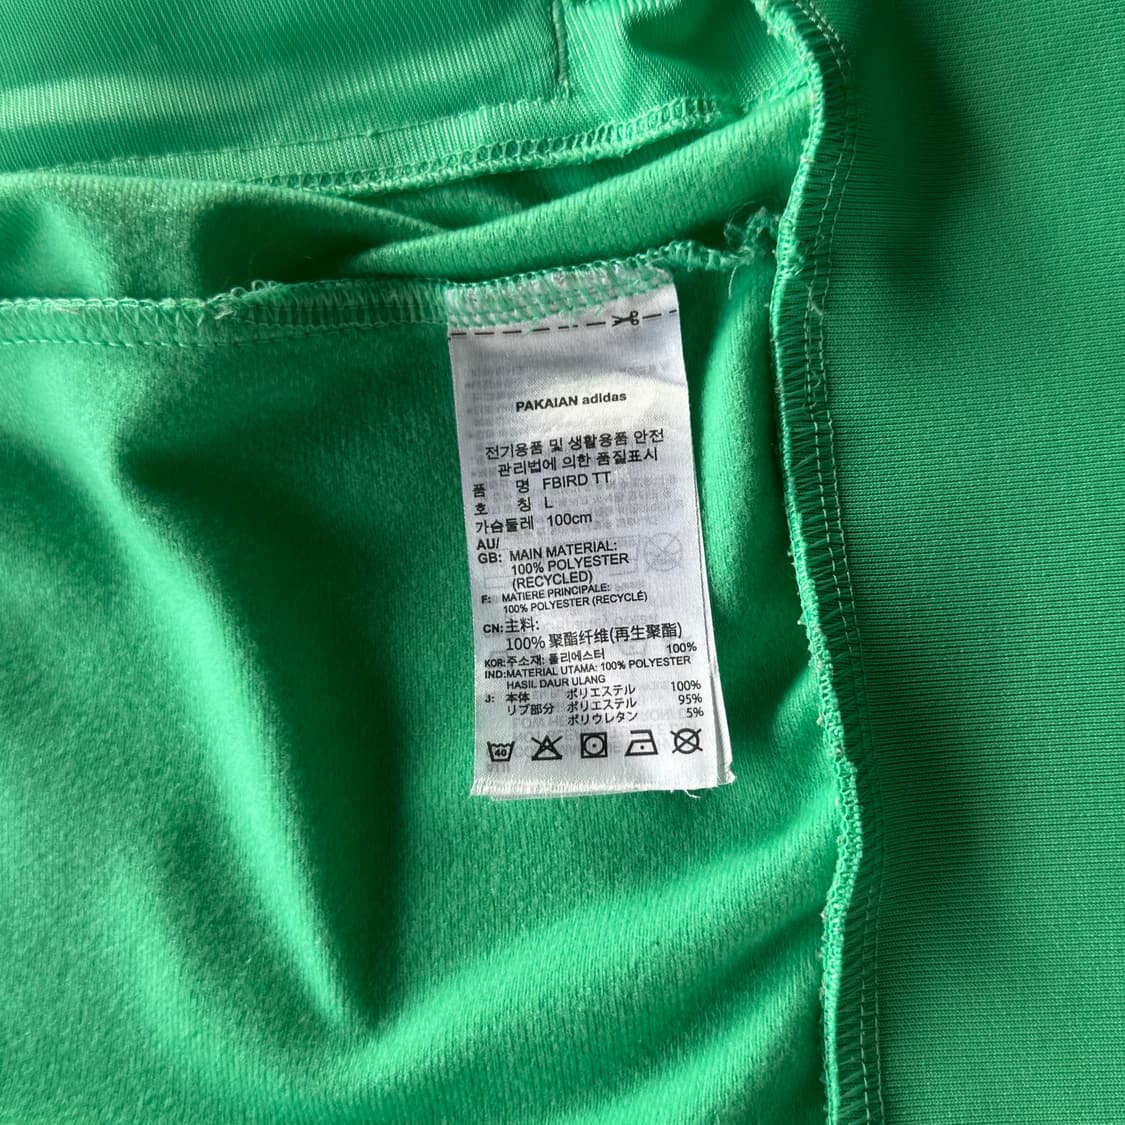 PAKAIAN adidas
전기용품 및 생활용품 안전
관리법에 의한 품질표시
품 명 FBIRD TT
호 칭 L
가슴둘레 100cm
AU/
GB: MAIN MATERIAL:
100% POLYESTER
(RECYCLED)
F: MATIERE PRINCIPALE:
100% POLYESTER (RECYCLÉ)
CN: 主料:
100% 聚酯纤维(再生聚酯)
KOR: 주소재: 폴리에스터 100%
IND: MATERIAL UTAMA: 100% POLYESTER
HASIL DAUR ULANG
J: 本体 ポリエステル 100%
リブ部分 ポリエステル 95%
ポリウレタン 5%
40